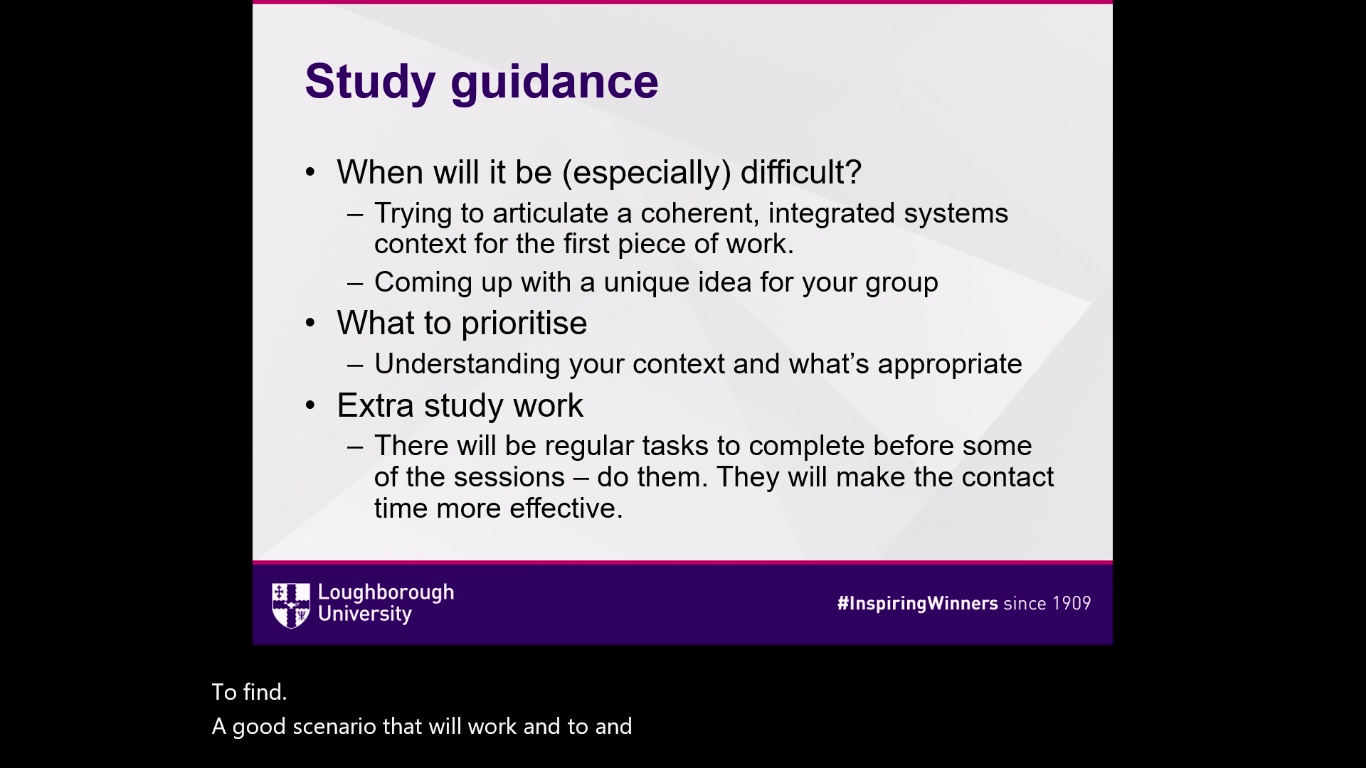 Study guidance
• When will it be (especially) difficult?
– Trying to articulate a coherent, integrated systems
context for the first piece of work.
– Coming up with a unique idea for your group
• What to prioritise
– Understanding your context and what’s appropriate
• Extra study work
– There will be regular tasks to complete before some
of the sessions – do them. They will make the contact
time more effective.
Loughborough
University
#InspiringWinners since 1909
To find.
A good scenario that will work and to and